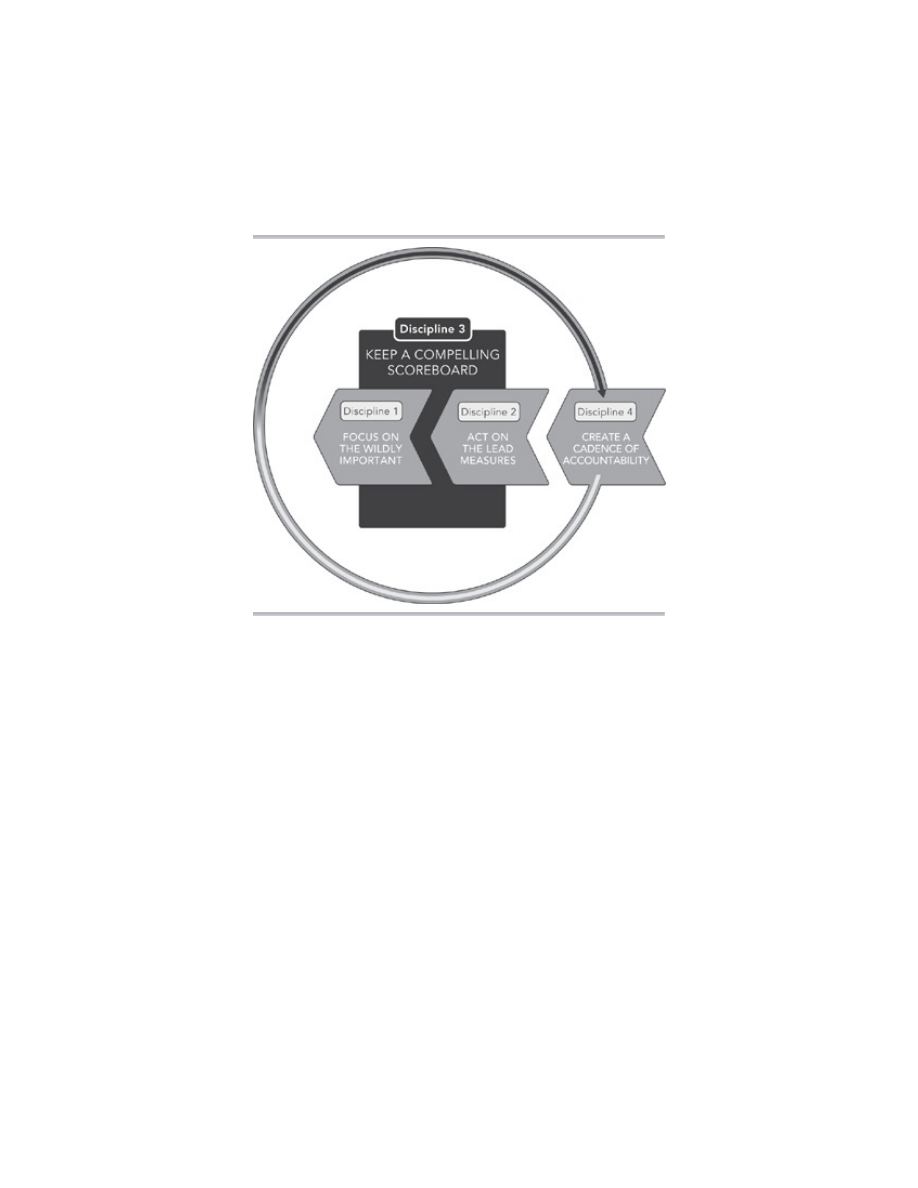 Discipline 3
KEEP A COMPELLING
SCOREBOARD
Discipline 1
FOCUS ON
THE WILDLY
IMPORTANT
Discipline 2
ACT ON
THE LEAD
MEASURES
Discipline 4
CREATE A
CADENCE OF
ACCOUNTABILITY